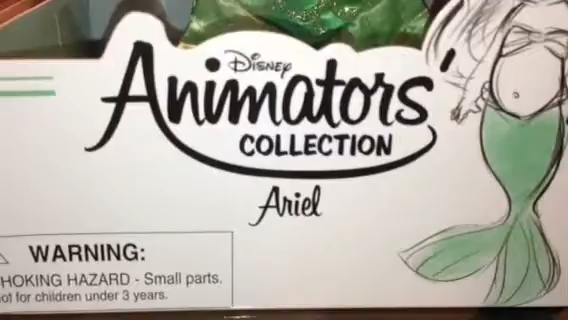 Disney
Animators'
COLLECTION
Ariel
WARNING:
HOKING HAZARD - Small parts.
ot for children under 3 years.